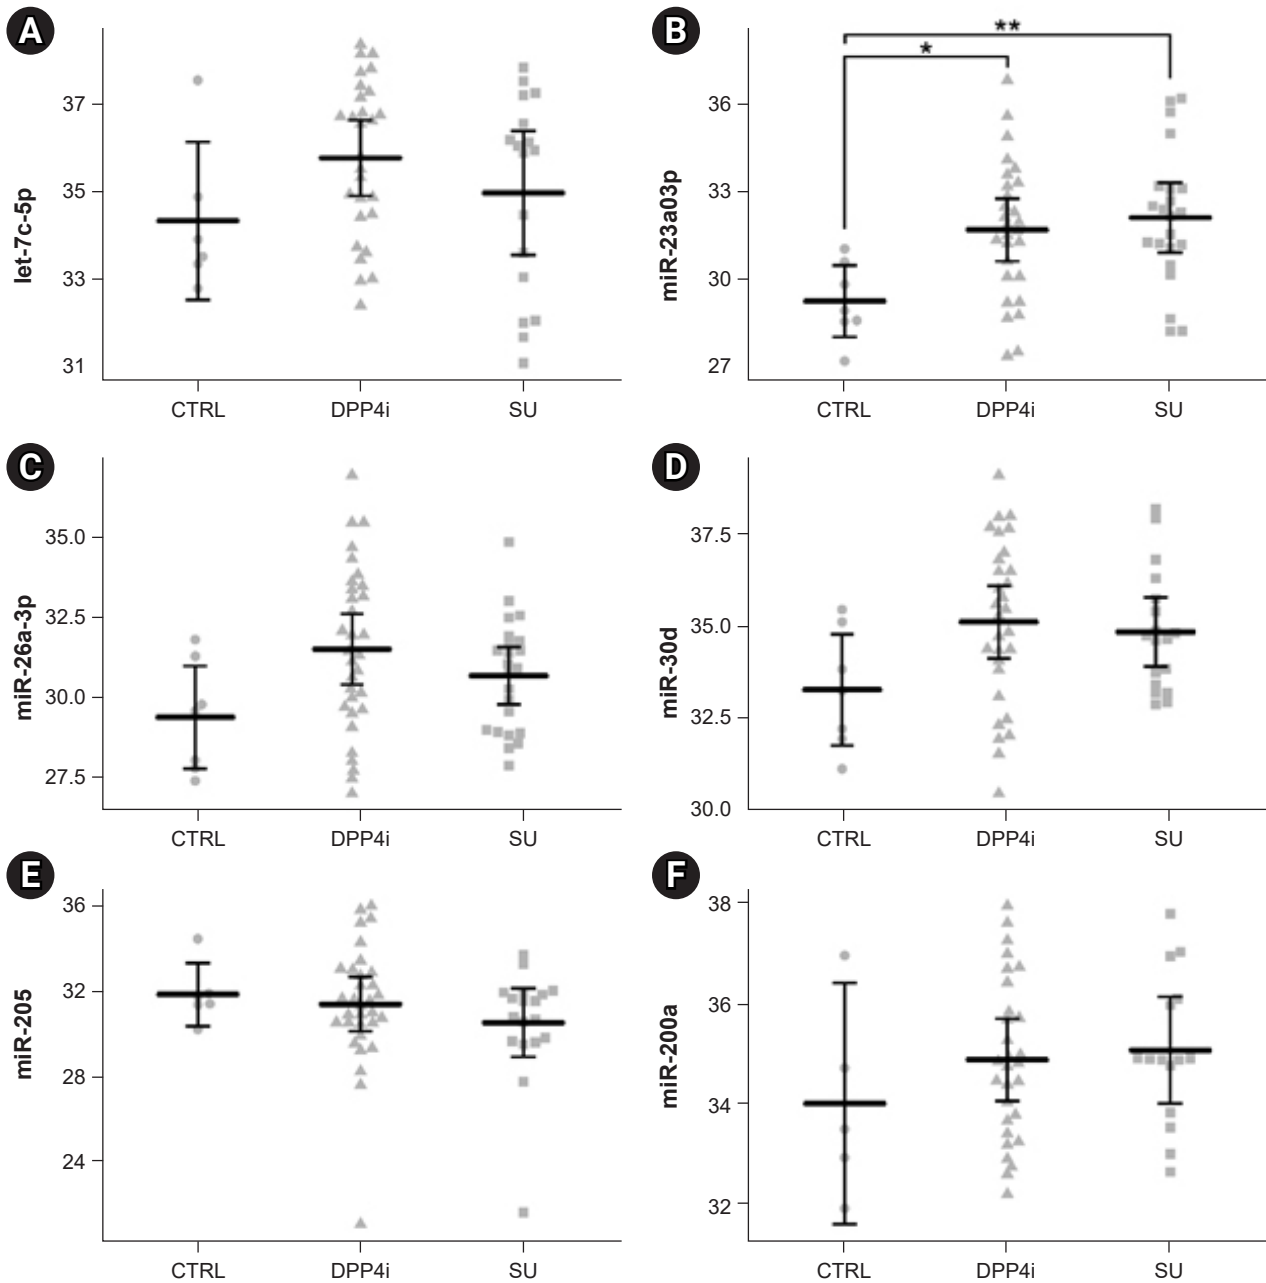 A
let-7c-5p
37
35
33
31
CTRL DPP4i SU
B
miR-23a03p
36
33
30
27
*
**
CTRL DPP4i SU
C
miR-26a-3p
35.0
32.5
30.0
27.5
CTRL DPP4i SU
D
miR-30d
37.5
35.0
32.5
30.0
CTRL DPP4i SU
E
miR-205
36
32
28
24
CTRL DPP4i SU
F
miR-200a
38
36
34
32
CTRL DPP4i SU